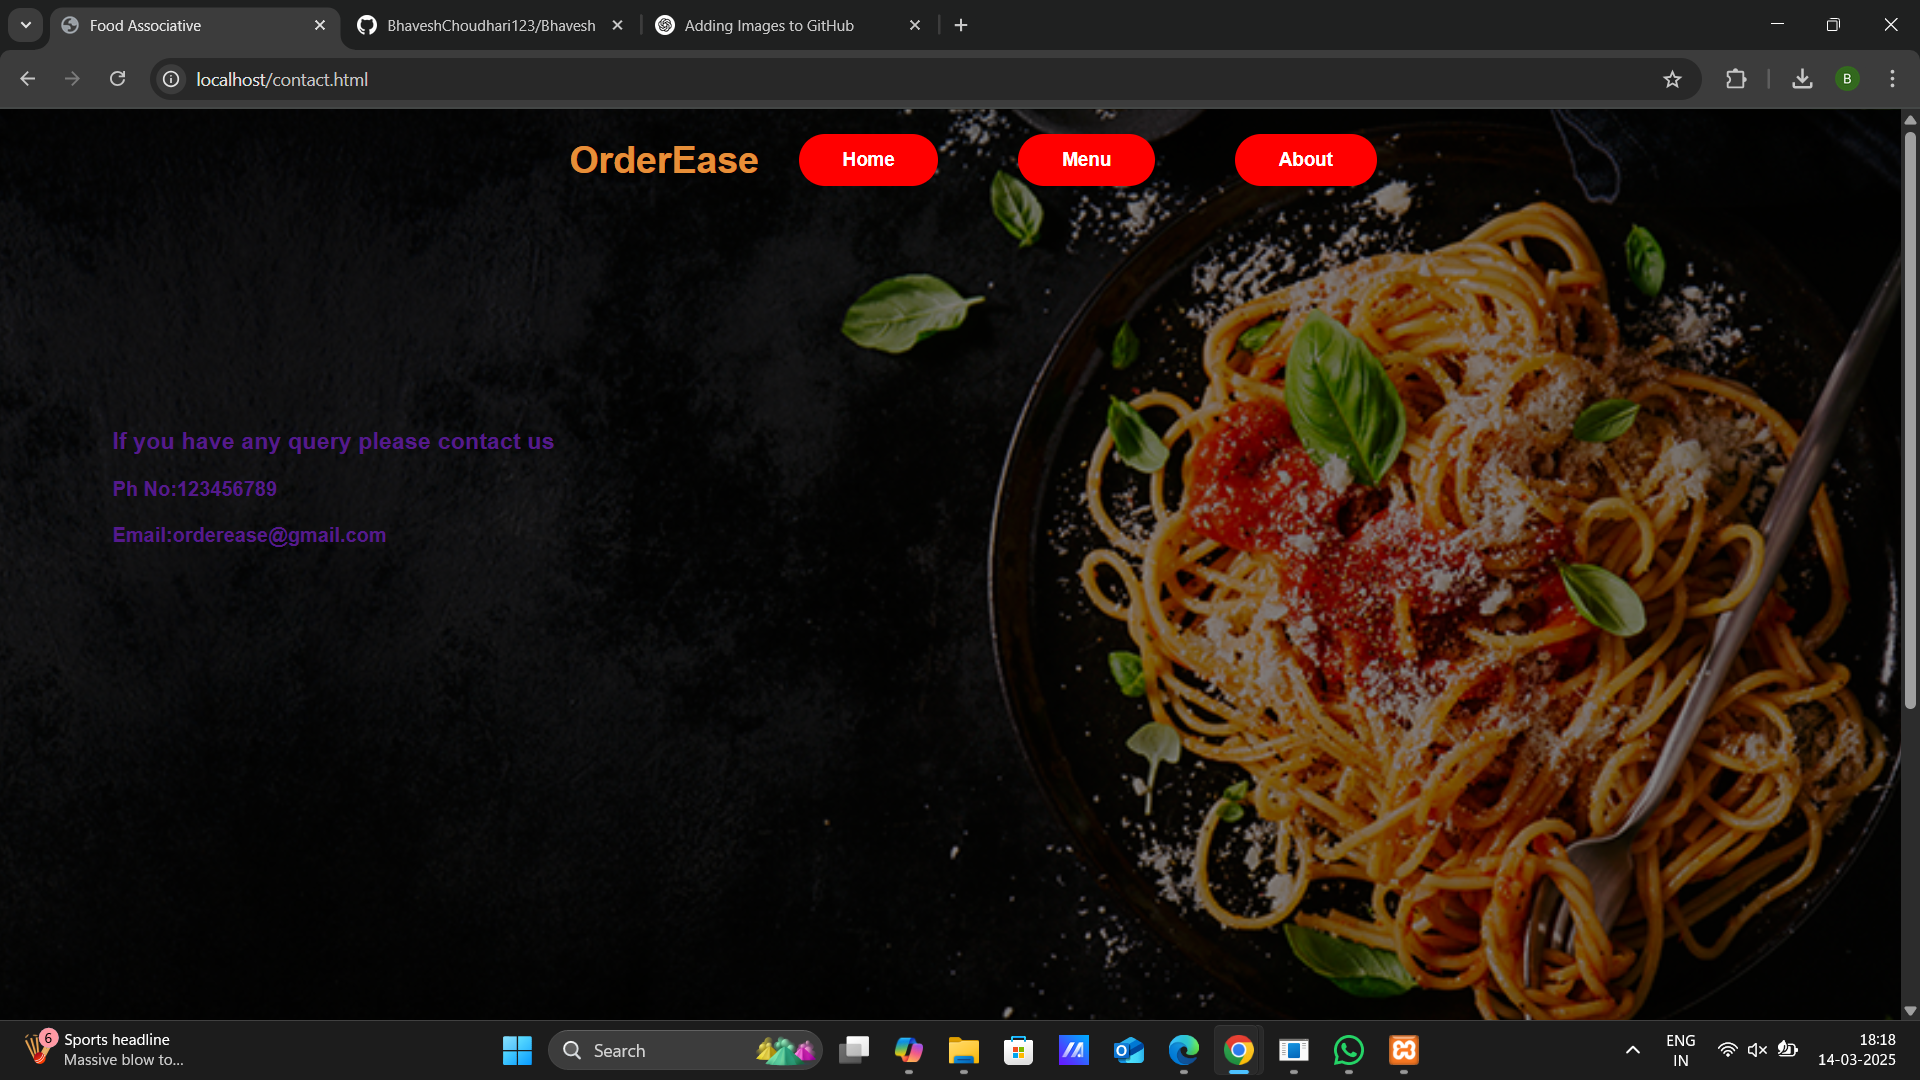 Food Associative
BhaveshChoudhari123/Bhavesh
Adding Images to GitHub
localhost/contact.html
B
OrderEase
Home
Menu
About
If you have any query please contact us
Ph No:123456789
Email:orderease@gmail.com
6
Sports headline
Massive blow to...
Search
ENG
IN
18:18
14-03-2025